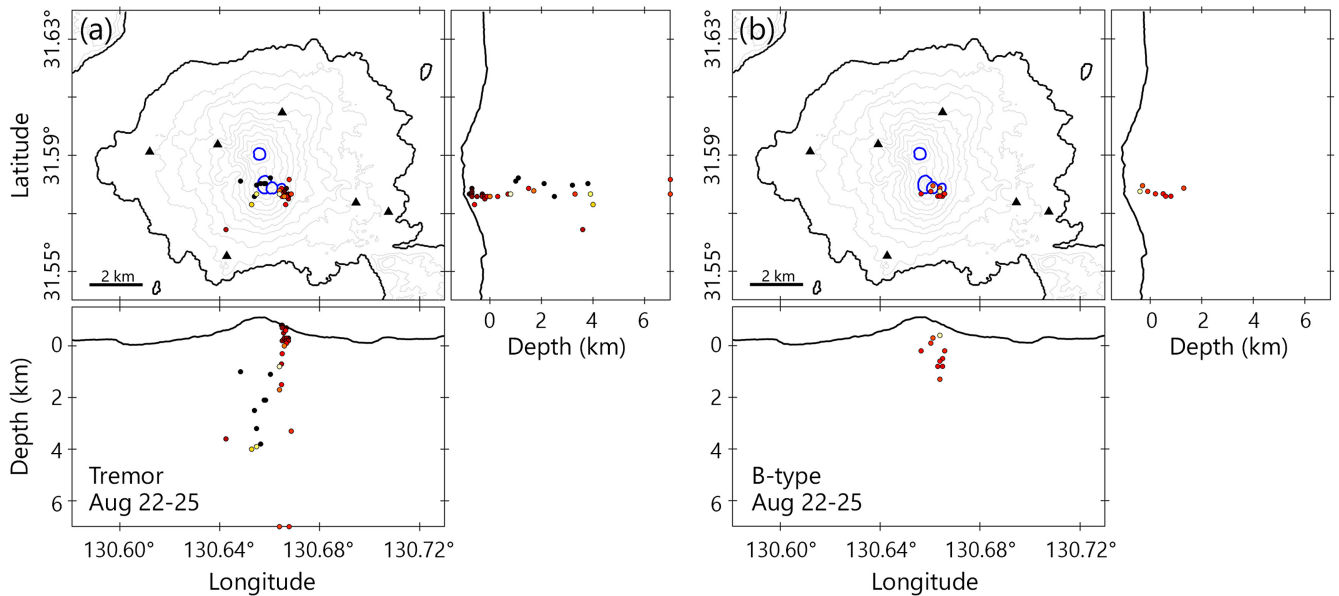 (a)
31.63°
31.59°
31.55°
Latitude
2 km
0 2 4 6
Depth (km)
0
2
4
6
Depth (km)
Tremor
Aug 22-25
130.60° 130.64° 130.68° 130.72°
Longitude
(b)
31.63°
31.59°
31.55°
2 km
0 2 4 6
Depth (km)
0
2
4
6
B-type
Aug 22-25
130.60° 130.64° 130.68° 130.72°
Longitude